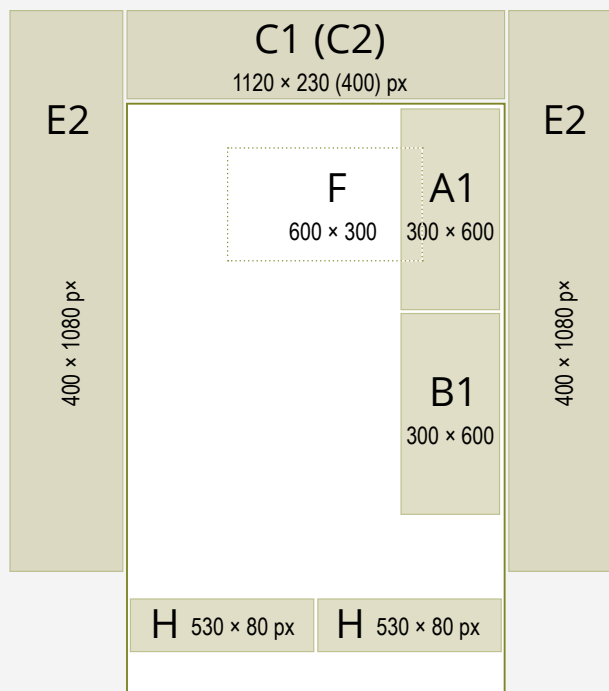 C1 (C2)
1120 × 230 (400) px
E2
400 × 1080 px
E2
400 × 1080 px
F
600 × 300
A1
300 × 600
B1
300 × 600
H 530 × 80 px
H 530 × 80 px